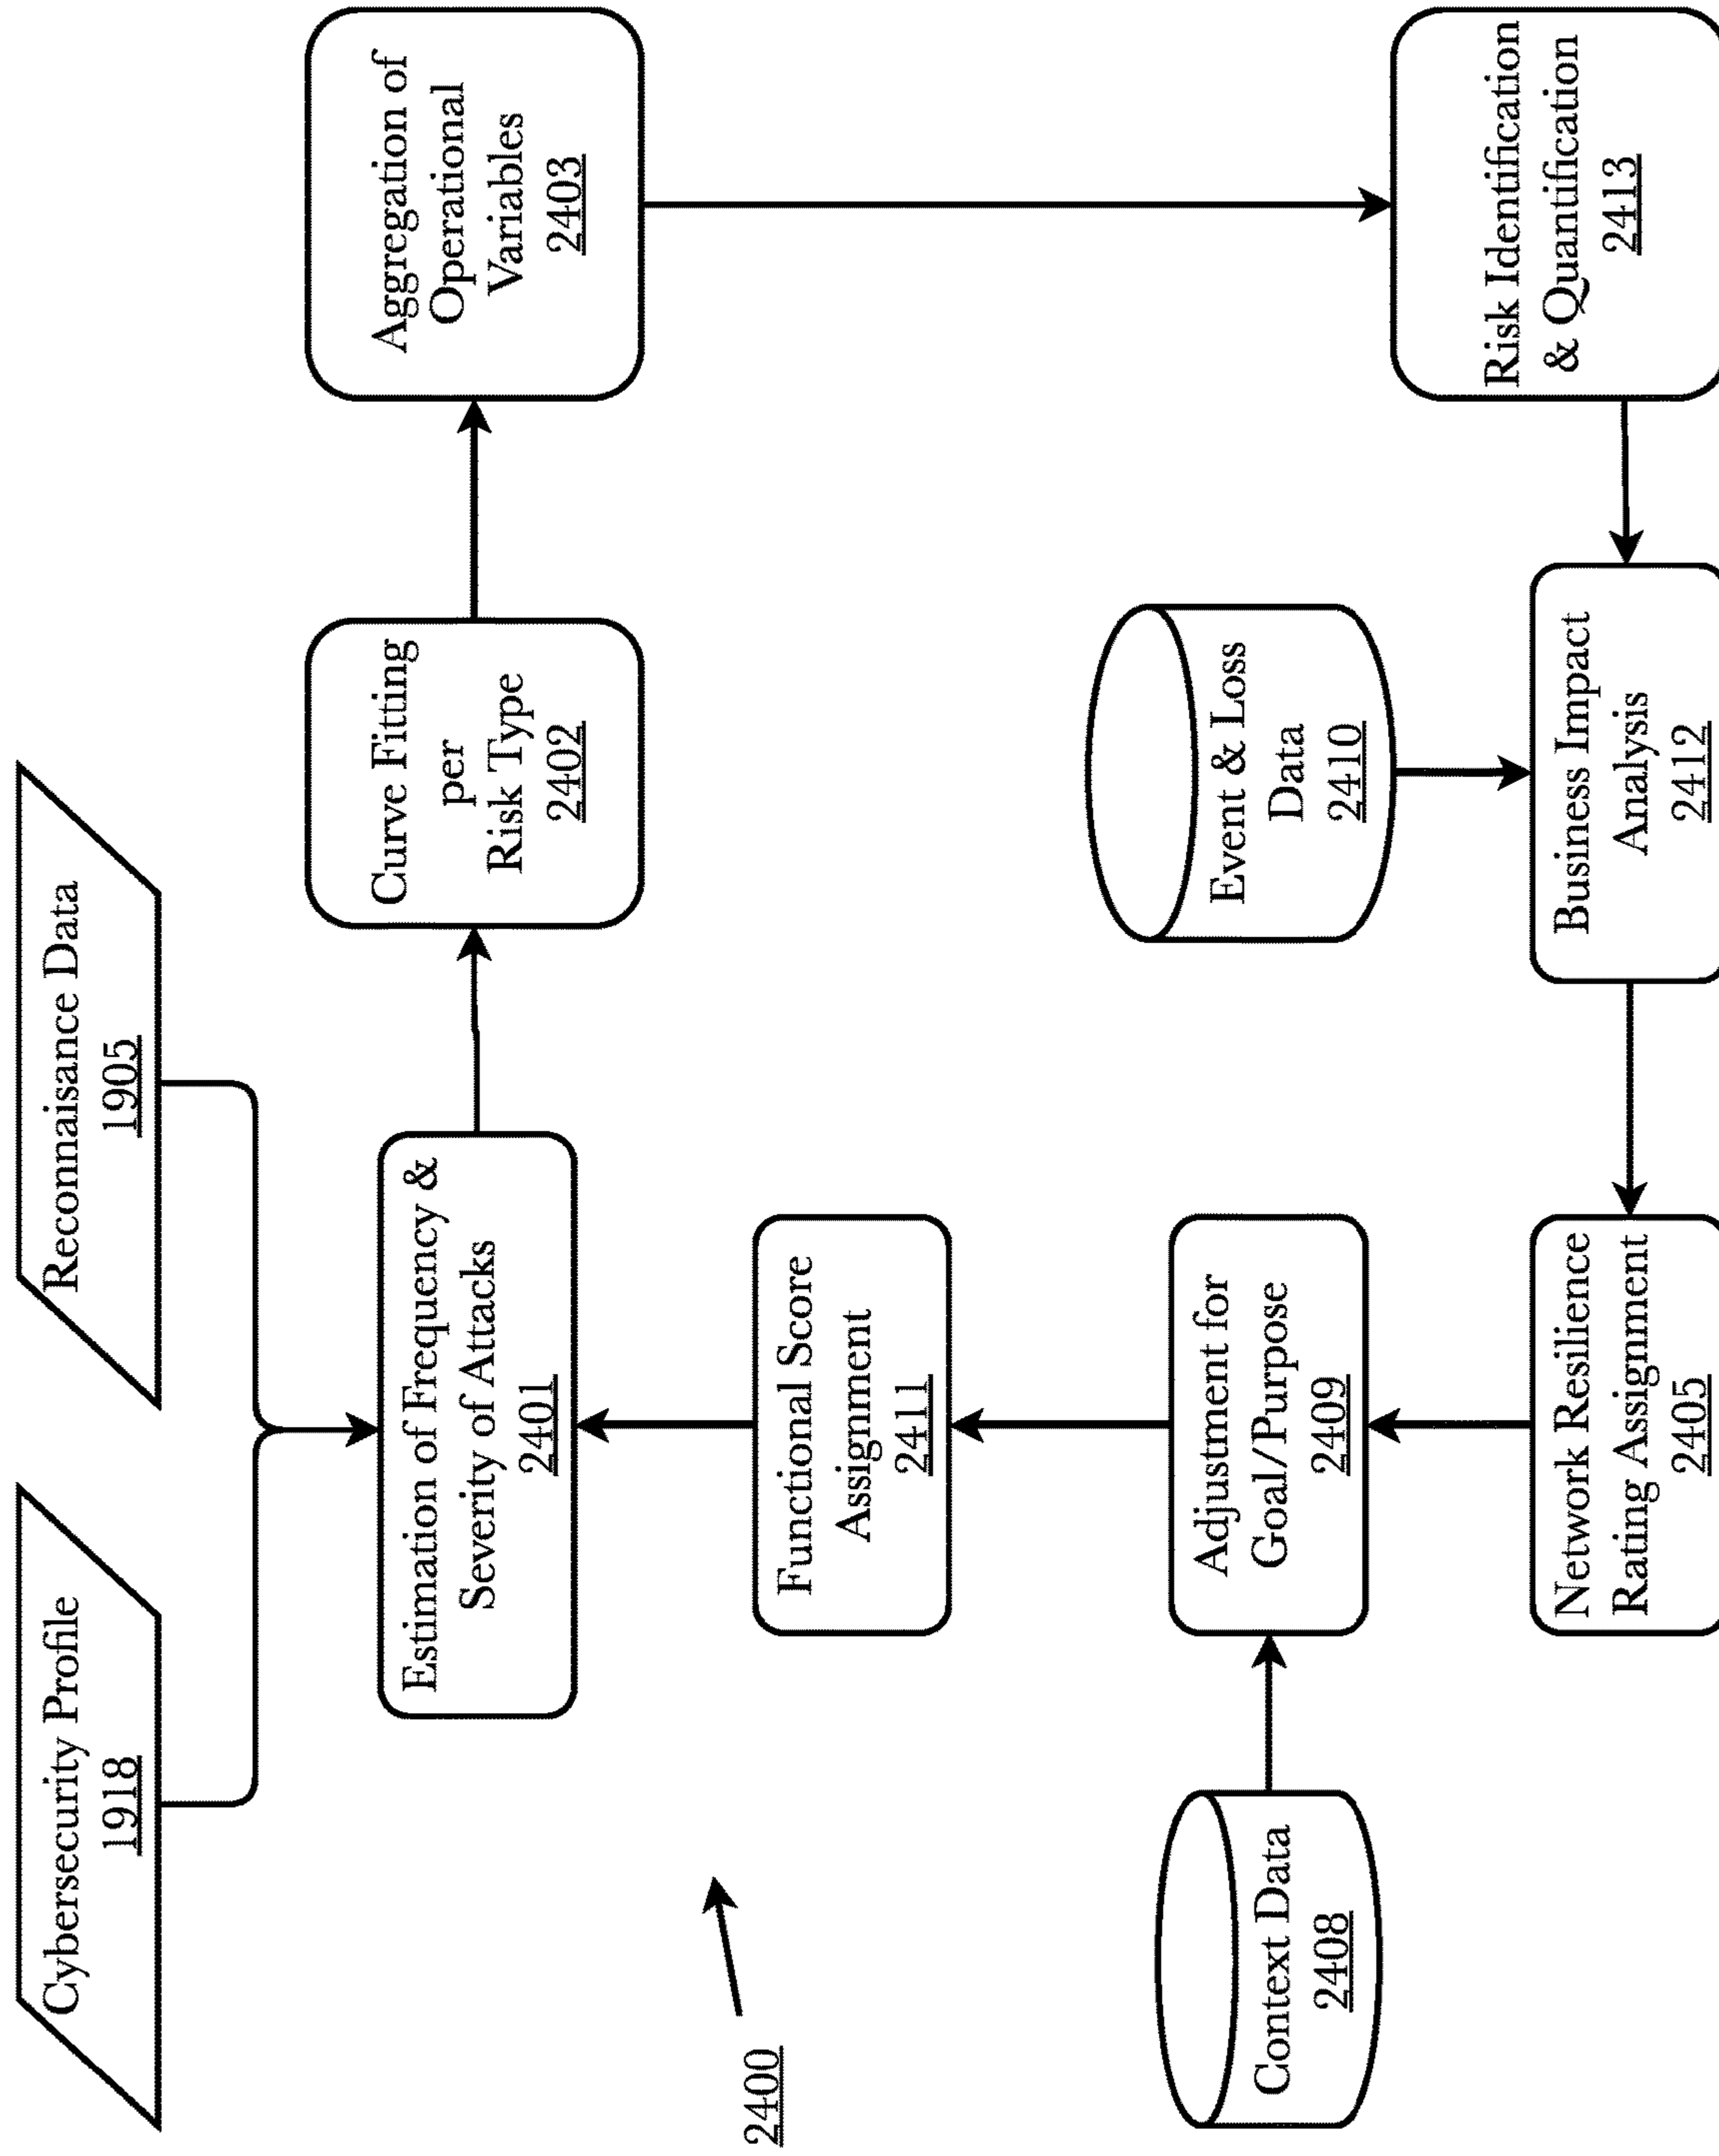 Cybersecurity Profile
1918
Reconnaisance Data
1905
Estimation of Frequency &
Severity of Attacks
2401
Curve Fitting
per
Risk Type
2402
Aggregation of
Operational
Variables
2403
2400
Functional Score
Assignment
2411
Context Data
2408
Adjustment for
Goal/Purpose
2409
Event & Loss
Data
2410
Network Resilience
Rating Assignment
2405
Business Impact
Analysis
2412
Risk Identification
& Quantification
2413